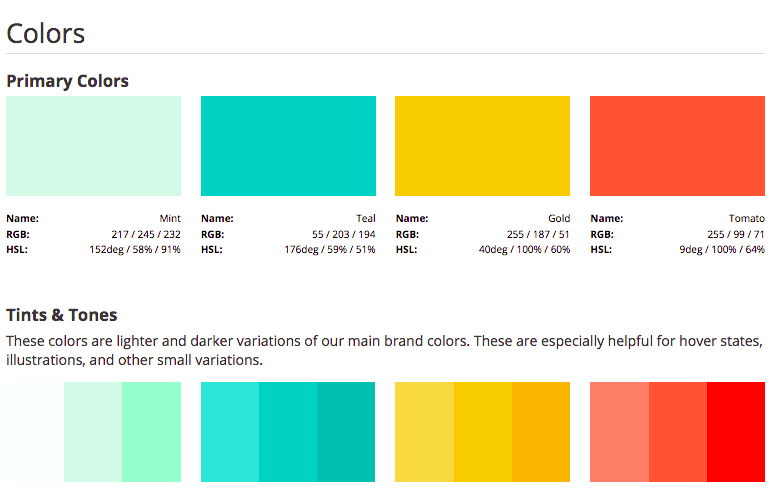 Colors
Primary Colors
Name: Mint
RGB: 217 / 245 / 232
HSL: 152deg / 58% / 91%
Name: Teal
RGB: 55 / 203 / 194
HSL: 176deg / 59% / 51%
Name: Gold
RGB: 255 / 187 / 51
HSL: 40deg / 100% / 60%
Name: Tomato
RGB: 255 / 99 / 71
HSL: 9deg / 100% / 64%
Tints & Tones
These colors are lighter and darker variations of our main brand colors. These are especially helpful for hover states,
illustrations, and other small variations.